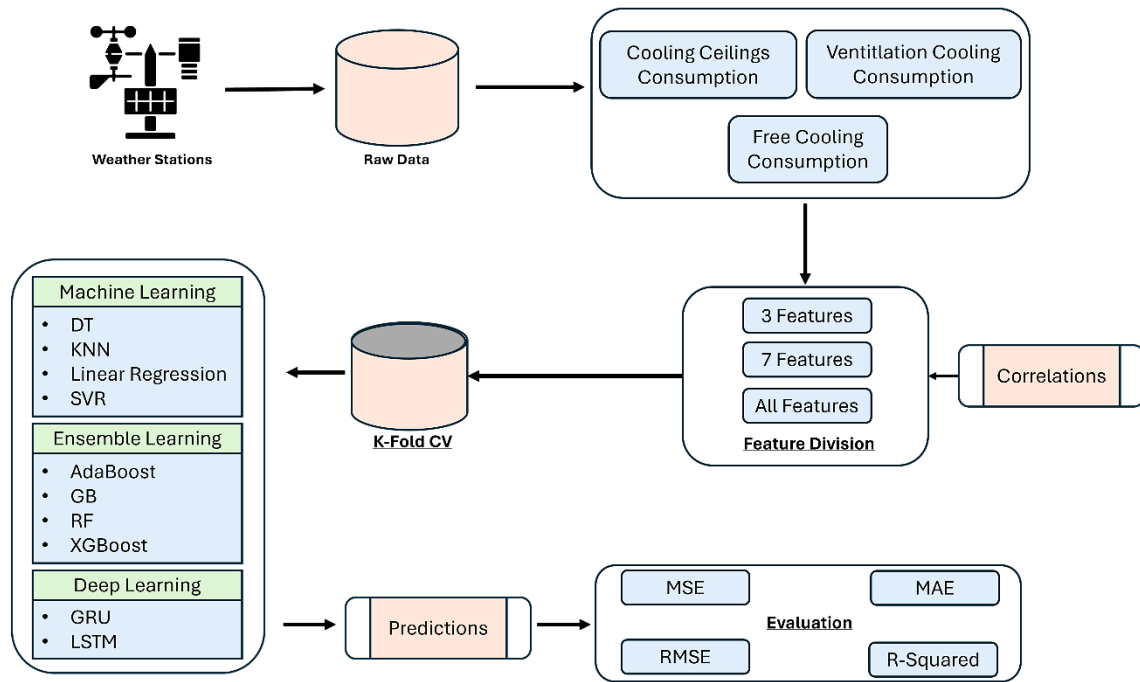 Weather Stations
Raw Data
Cooling Ceilings
Consumption
Ventitlation Cooling
Consumption
Free Cooling
Consumption
3 Features
7 Features
All Features
Feature Division
Correlations
K-Fold CV
Machine Learning
• DT
• KNN
• Linear Regression
• SVR
Ensemble Learning
• AdaBoost
• GB
• RF
• XGBoost
Deep Learning
• GRU
• LSTM
Predictions
MSE
MAE
Evaluation
RMSE
R-Squared